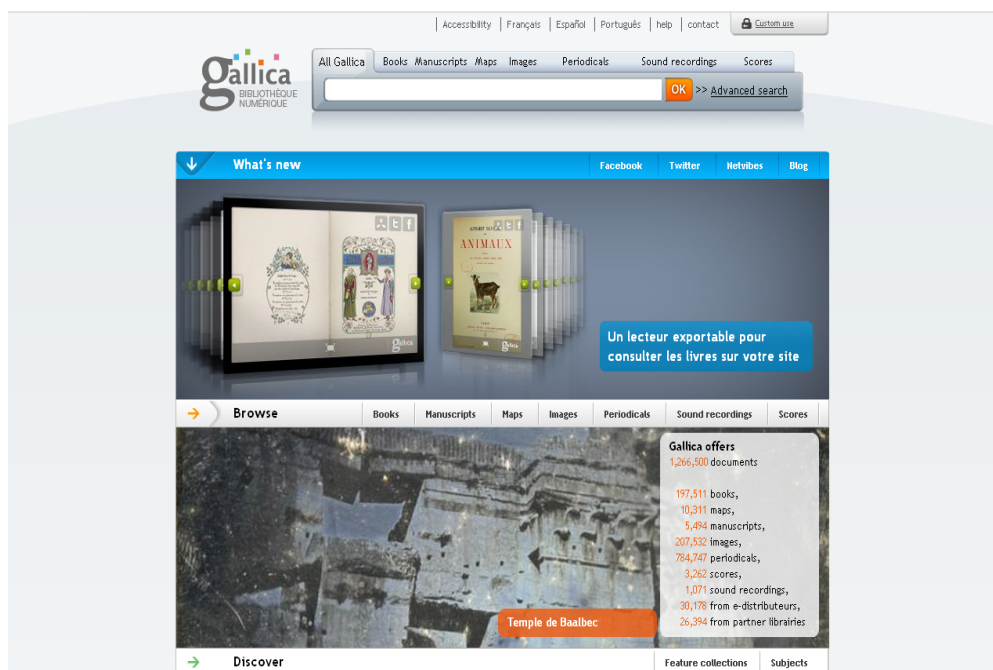 Accessibility | Français | Español | Português | help | contact
Custom use
gallica
BIBLIOTHÈQUE
NUMÉRIQUE
All Gallica Books Manuscripts Maps Images Periodicals Sound recordings Scores
OK >> Advanced search
What's new Facebook Twitter Netvibes Blog
ANIMAUX
gallica
Un lecteur exportable pour
consulter les livres sur votre site
Browse Books Manuscripts Maps Images Periodicals Sound recordings Scores
Gallica offers
1,266,500 documents
197,511 books,
10,311 maps,
5,494 manuscripts,
207,532 images,
784,747 periodicals,
3,262 scores,
1,071 sound recordings,
30,178 from e-distributeurs,
26,394 from partner librairies
Temple de Baalbec
Discover Feature collections Subjects